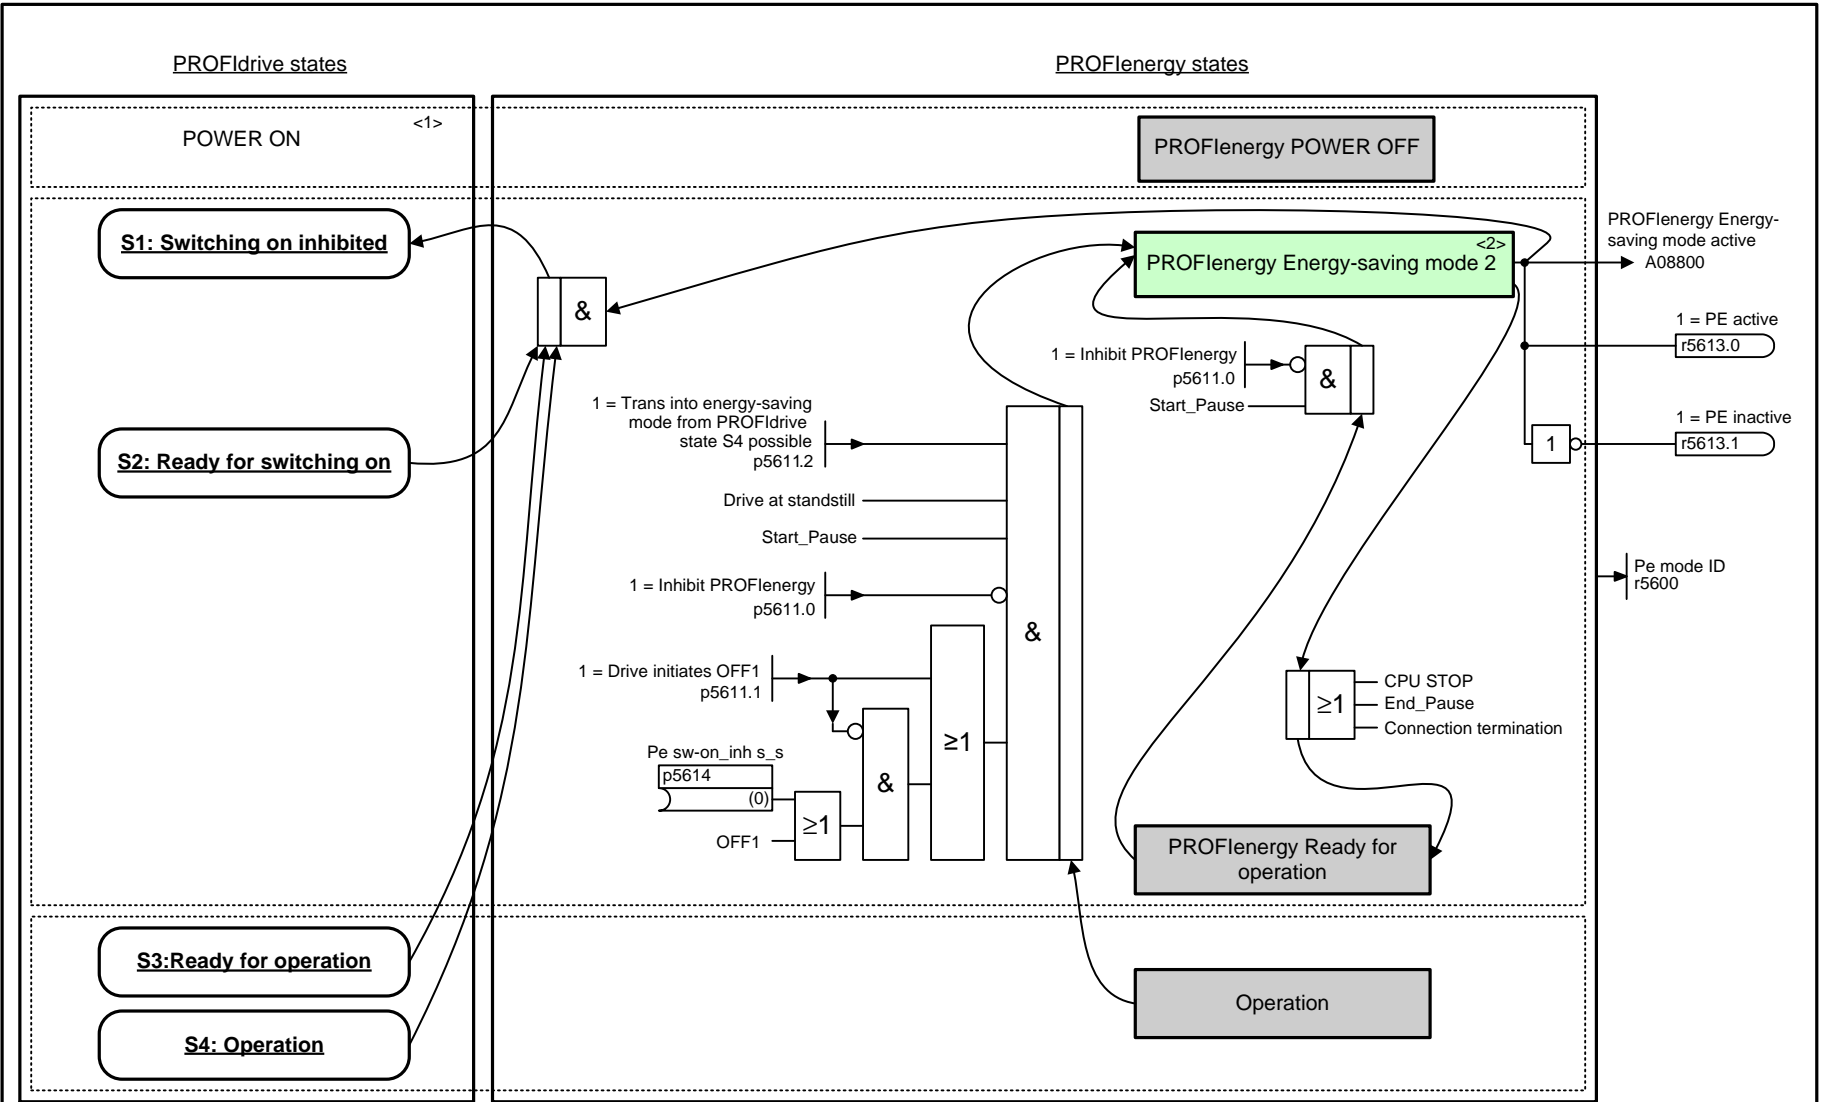 PROFIdrive states
PROFIenergy states
POWER ON
<1>
PROFIenergy POWER OFF
S1: Switching on inhibited
&
<2>
PROFIenergy Energy-saving mode 2
PROFIenergy Energy-
saving mode active
A08800
1 = PE active
r5613.0
1 = Inhibit PROFIenergy
p5611.0
Start_Pause
&
1 = PE inactive
r5613.1
1
1 = Trans into energy-saving
mode from PROFIdrive
state S4 possible
p5611.2
S2: Ready for switching on
Drive at standstill
Start_Pause
1 = Inhibit PROFIenergy
p5611.0
&
Pe mode ID
r5600
1 = Drive initiates OFF1
p5611.1
≥1
CPU STOP
End_Pause
Connection termination
≥1
Pe sw-on_inh s_s
p5614
(0)
&
≥1
OFF1
PROFIenergy Ready for
operation
S3:Ready for operation
Operation
S4: Operation